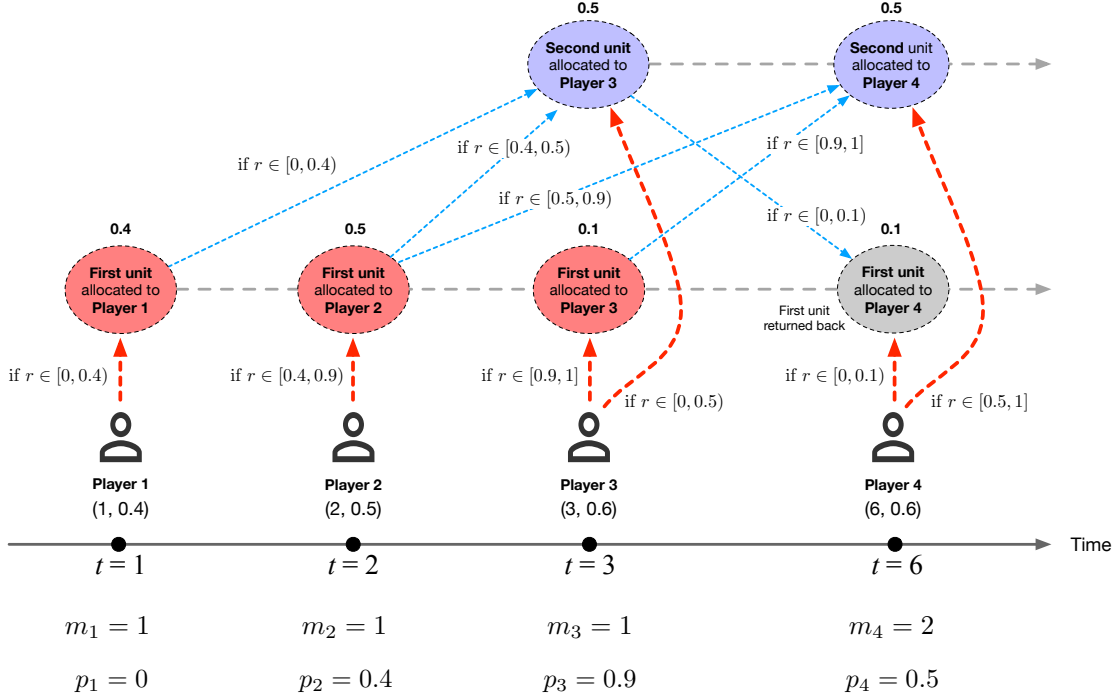 0.5
0.5
Second unit
allocated to
Player 3
Second unit
allocated to
Player 4
if r ∈ [0, 0.4)
if r ∈ [0.4, 0.5)
if r ∈ [0.9, 1]
if r ∈ [0.5, 0.9)
if r ∈ [0, 0.1)
0.4
0.5
0.1
0.1
First unit
allocated to
Player 1
First unit
allocated to
Player 2
First unit
allocated to
Player 3
First unit
allocated to
Player 4
First unit
returned back
if r ∈ [0, 0.4)
if r ∈ [0.4, 0.9)
if r ∈ [0.9, 1]
if r ∈ [0, 0.5)
if r ∈ [0, 0.1)
if r ∈ [0.5, 1]
Player 1
(1, 0.4)
Player 2
(2, 0.5)
Player 3
(3, 0.6)
Player 4
(6, 0.6)
Time
t = 1
t = 2
t = 3
t = 6
m₁ = 1
m₂ = 1
m₃ = 1
m₄ = 2
p₁ = 0
p₂ = 0.4
p₃ = 0.9
p₄ = 0.5